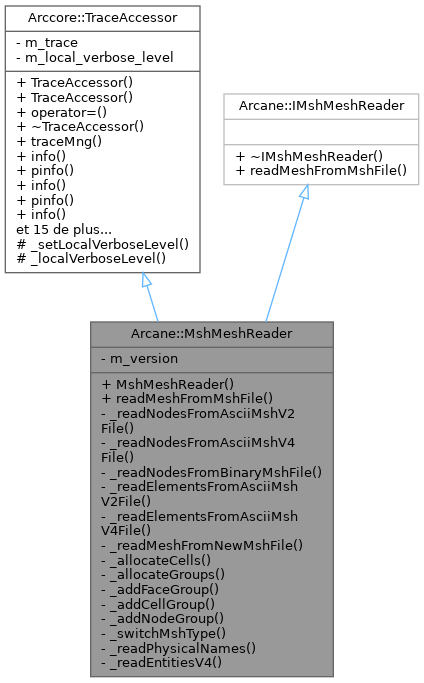 Arccore::TraceAccessor
- m_trace
- m_local_verbose_level
+ TraceAccessor()
+ TraceAccessor()
+ operator=()
+ ~TraceAccessor()
+ traceMng()
+ info()
+ pinfo()
+ info()
+ pinfo()
+ info()
et 15 de plus...
# _setLocalVerboseLevel()
# _localVerboseLevel()
Arcane::IMshMeshReader
+ ~IMshMeshReader()
+ readMeshFromMshFile()
Arcane::MshMeshReader
- m_version
+ MshMeshReader()
+ readMeshFromMshFile()
- _readNodesFromAsciiMshV2
File()
- _readNodesFromAsciiMshV4
File()
- _readNodesFromBinaryMshFile()
- _readElementsFromAsciiMsh
V2File()
- _readElementsFromAsciiMsh
V4File()
- _readMeshFromNewMshFile()
- _allocateCells()
- _allocateGroups()
- _addFaceGroup()
- _addCellGroup()
- _addNodeGroup()
- _switchMshType()
- _readPhysicalNames()
- _readEntitiesV4()